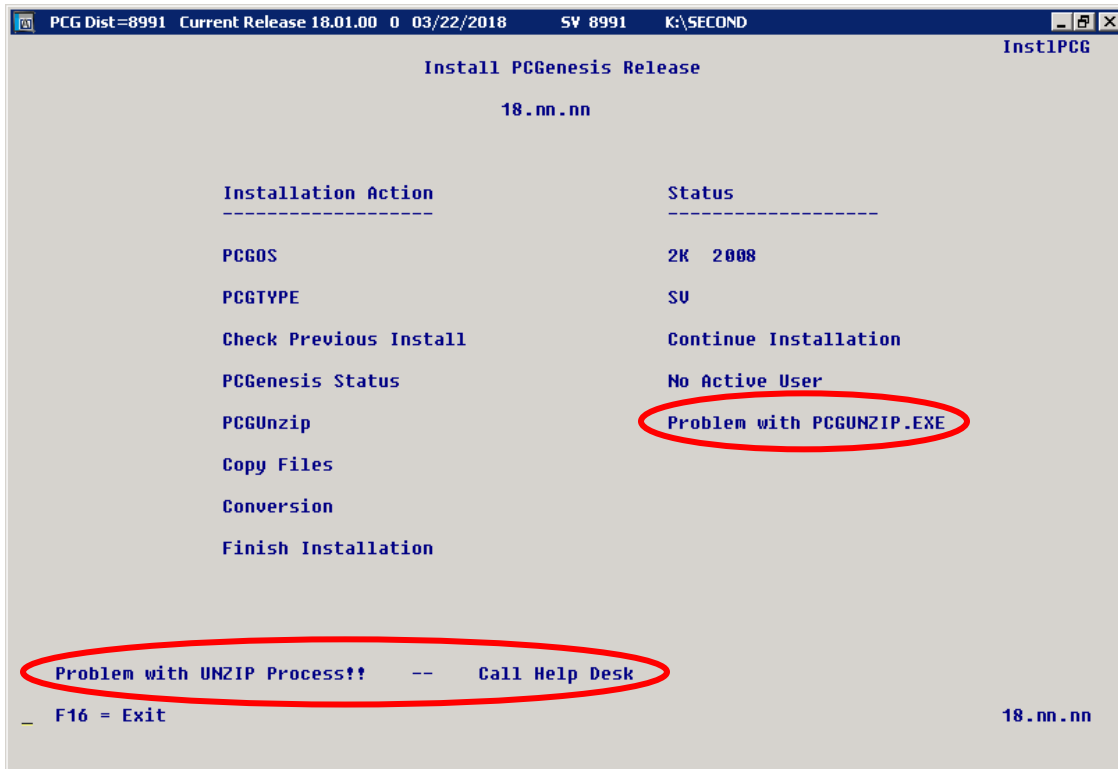 PCG Dist=8991 Current Release 18.01.00 0 03/22/2018 SV 8991 K:\SECOND
InstlPCG
Install PCGenesis Release
18.nn.nn
Installation Action Status
------------------- -------------------
PCGOS 2K 2008
PCGTYPE SV
Check Previous Install Continue Installation
PCGenesis Status No Active User
PCGUnzip Problem with PCGUNZIP.EXE
Copy Files
Conversion
Finish Installation
Problem with UNZIP Process!! -- Call Help Desk
_ F16 = Exit 18.nn.nn